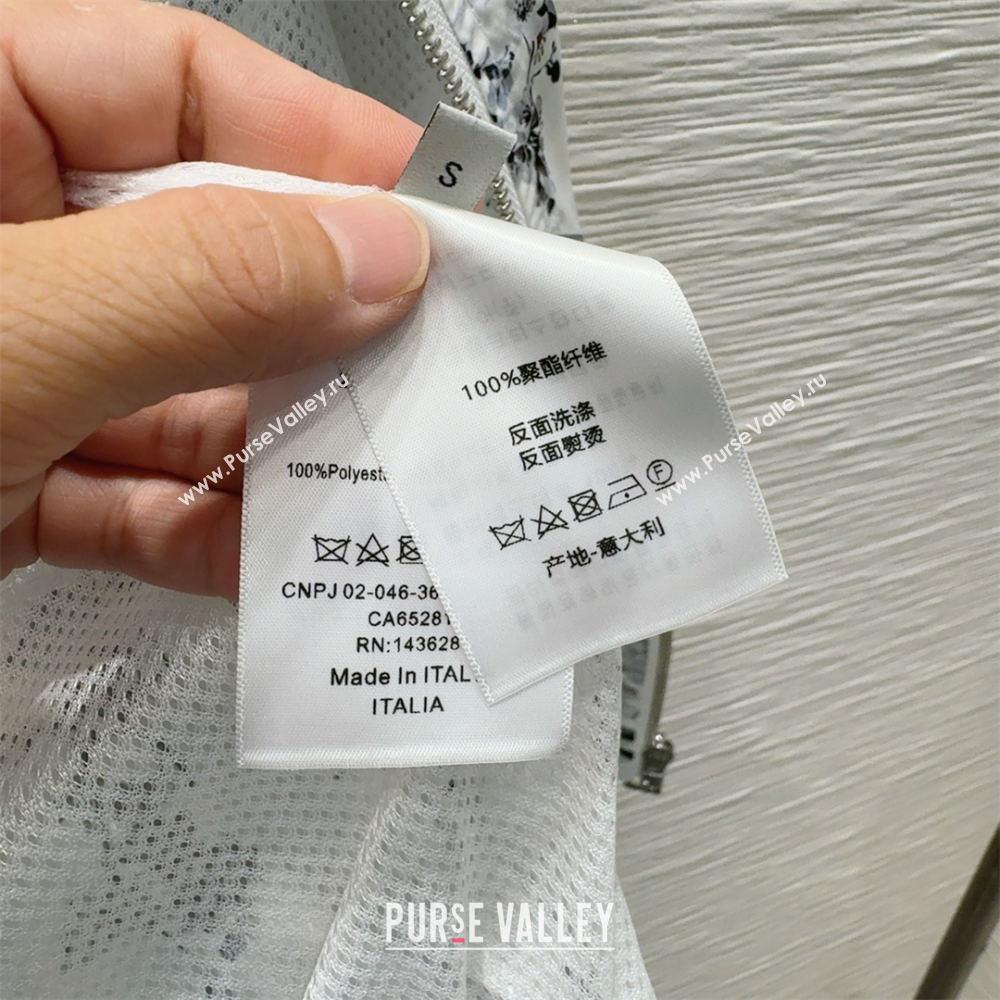 S
100%聚酯纤维
反面洗涤
反面熨烫
F
产地-意大利
100%Polyest
CNPJ 02-046-36
CA6528
RN:143628
Made In ITAL
ITALIA
www.PurseValley.ru
www.PurseValley.ru
PURSE VALLEY